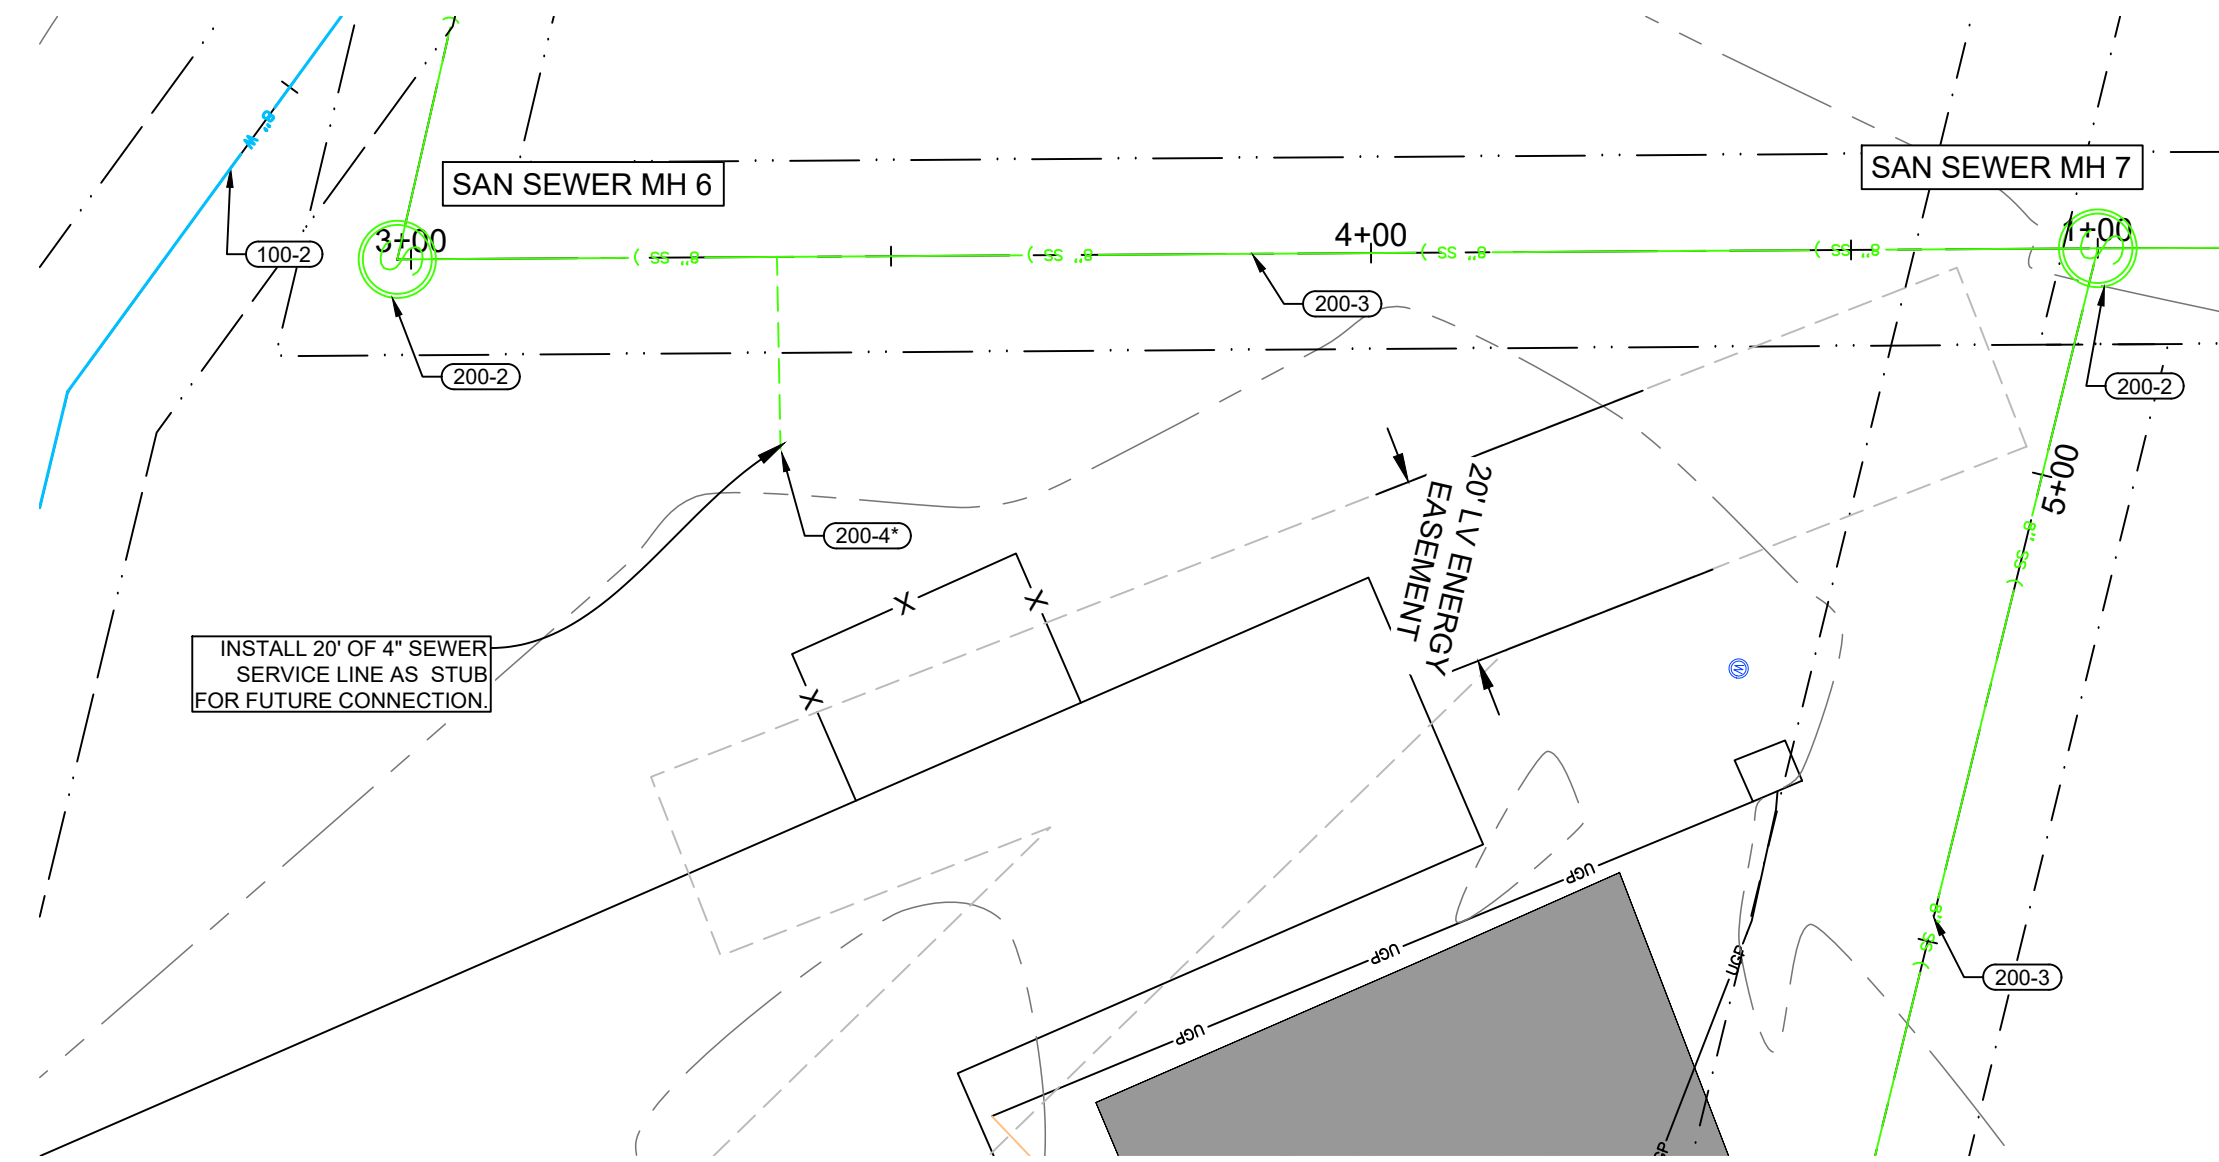 8" W
SAN SEWER MH 6
SAN SEWER MH 7
3+00
4+00
1+00
8" SS
8" SS
8" SS
8" SS
100-2
200-3
200-2
200-2
5+00
20' LV ENERGY
EASEMENT
8" SS
200-4*
X
X
X
INSTALL 20' OF 4" SEWER
SERVICE LINE AS STUB
FOR FUTURE CONNECTION.
W
UGP
UGP
UGP
UGP
8" SS
200-3